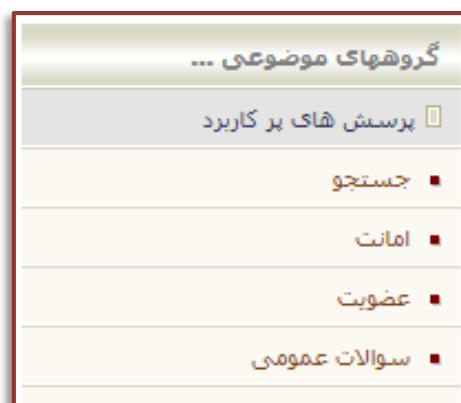 گروههای موضوعی ...
پرسش های پر کاربرد
جستجو
امانت
عضویت
سوالات عمومی